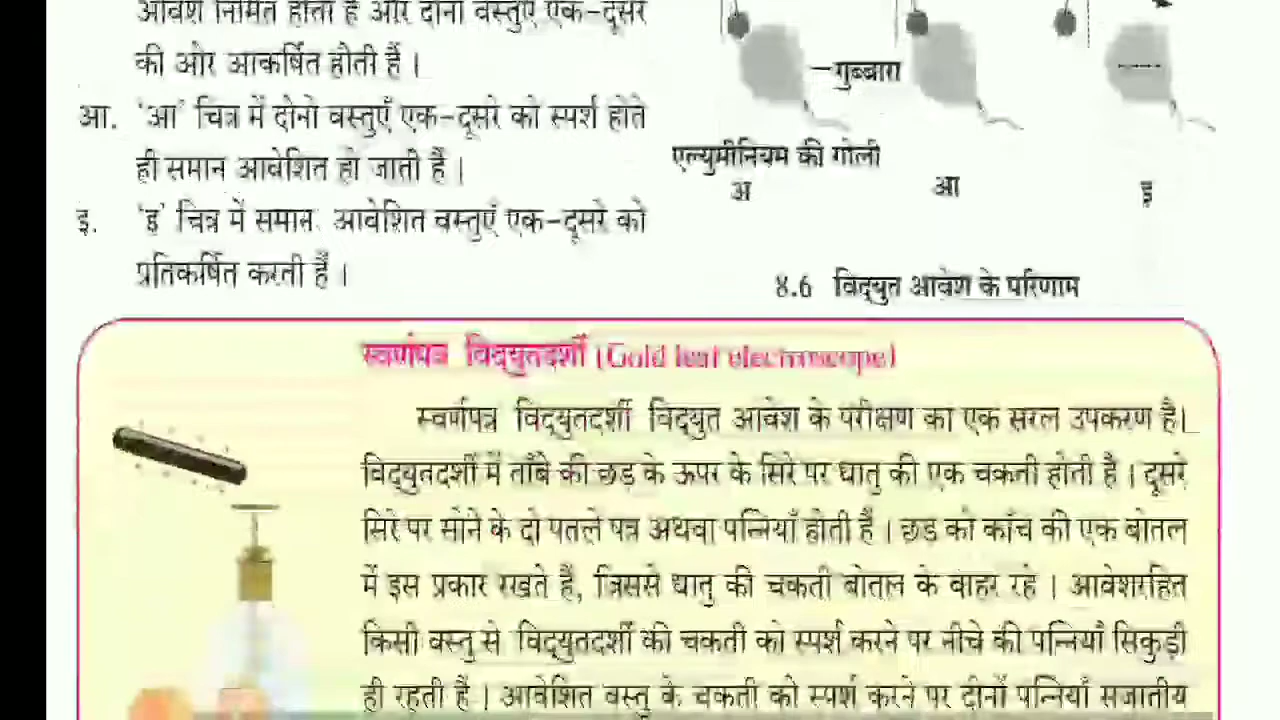 आवेश निर्मित होता है और दोनों वस्तुएँ एक-दूसरे
की ओर आकर्षित होती हैं ।
आ. 'आ' चित्र में दोनों वस्तुएँ एक-दूसरे को स्पर्श होते
ही समान आवेशित हो जाती हैं ।
इ. 'इ' चित्र में समान आवेशित वस्तुएँ एक-दूसरे को
प्रतिकर्षित करती हैं ।
गुब्बारा
एल्युमीनियम की गोली
अ
आ
इ
8.6 विद्युत आवेश के परिणाम
स्वर्णपत्र विद्युतदर्शी (Gold leaf electroscope)
स्वर्णपत्र विद्युतदर्शी विद्युत आवेश के परीक्षण का एक सरल उपकरण है।
विद्युतदर्शी में ताँबे की छड़ के ऊपर के सिरे पर धातु की एक चकती होती है । दूसरे
सिरे पर सोने के दो पतले पत्र अथवा पन्नियाँ होती हैं । छड़ को काँच की एक बोतल
में इस प्रकार रखते हैं, जिससे धातु की चकती बोतल के बाहर रहे । आवेशरहित
किसी वस्तु से विद्युतदर्शी की चकती को स्पर्श करने पर नीचे की पन्नियाँ सिकुड़ी
ही रहती हैं । आवेशित वस्तु के चकती को स्पर्श करने पर दोनों पन्नियाँ सजातीय